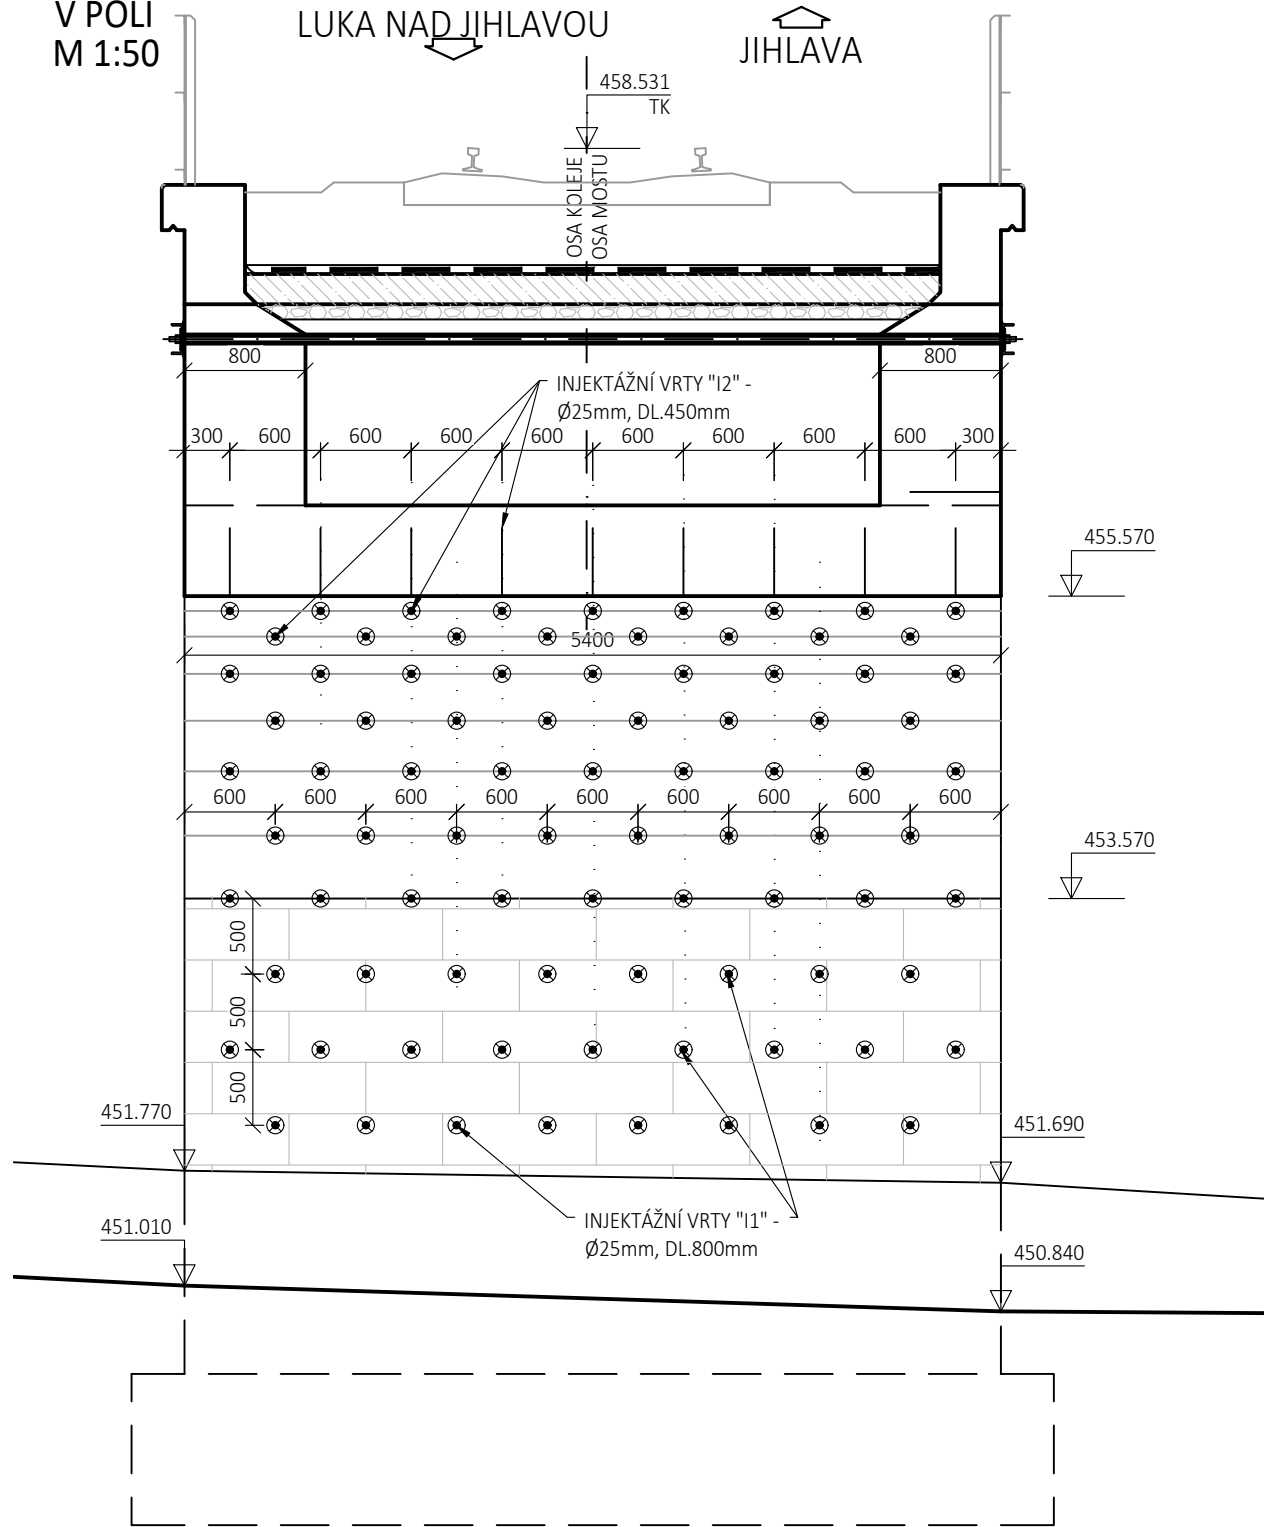 V POLI
M 1:50
LUKA NAD JIHLAVOU
JIHLAVA
458.531
TK
OSA KOLEJE
OSA MOSTU
800
800
INJEKTÁŽNÍ VRTY "I2" -
Ø25mm, DL.450mm
300 600 600 600 600 600 600 600 600 300
455.570
5400
600 600 600 600 600 600 600 600 600
453.570
500
500
500
451.770
451.690
INJEKTÁŽNÍ VRTY "I1" -
Ø25mm, DL.800mm
451.010
450.840